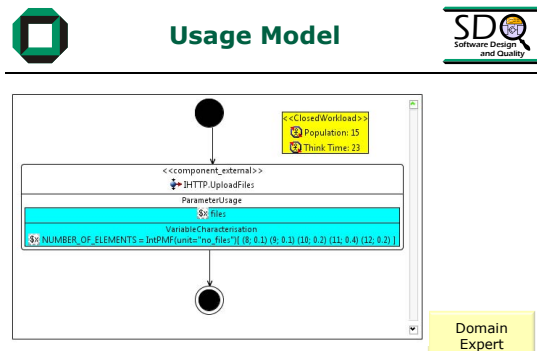 Usage Model
SDQ
Software Design
and Quality
<<ClosedWorkload>>
Population: 15
Think Time: 23
<<component_external>>
IHTTP.UploadFiles
ParameterUsage
$x files
VariableCharacterisation
$x NUMBER_OF_ELEMENTS = IntPMF(unit="no_files")[ (8; 0.1) (9; 0.1) (10; 0.2) (11; 0.4) (12; 0.2) ]
Domain
Expert